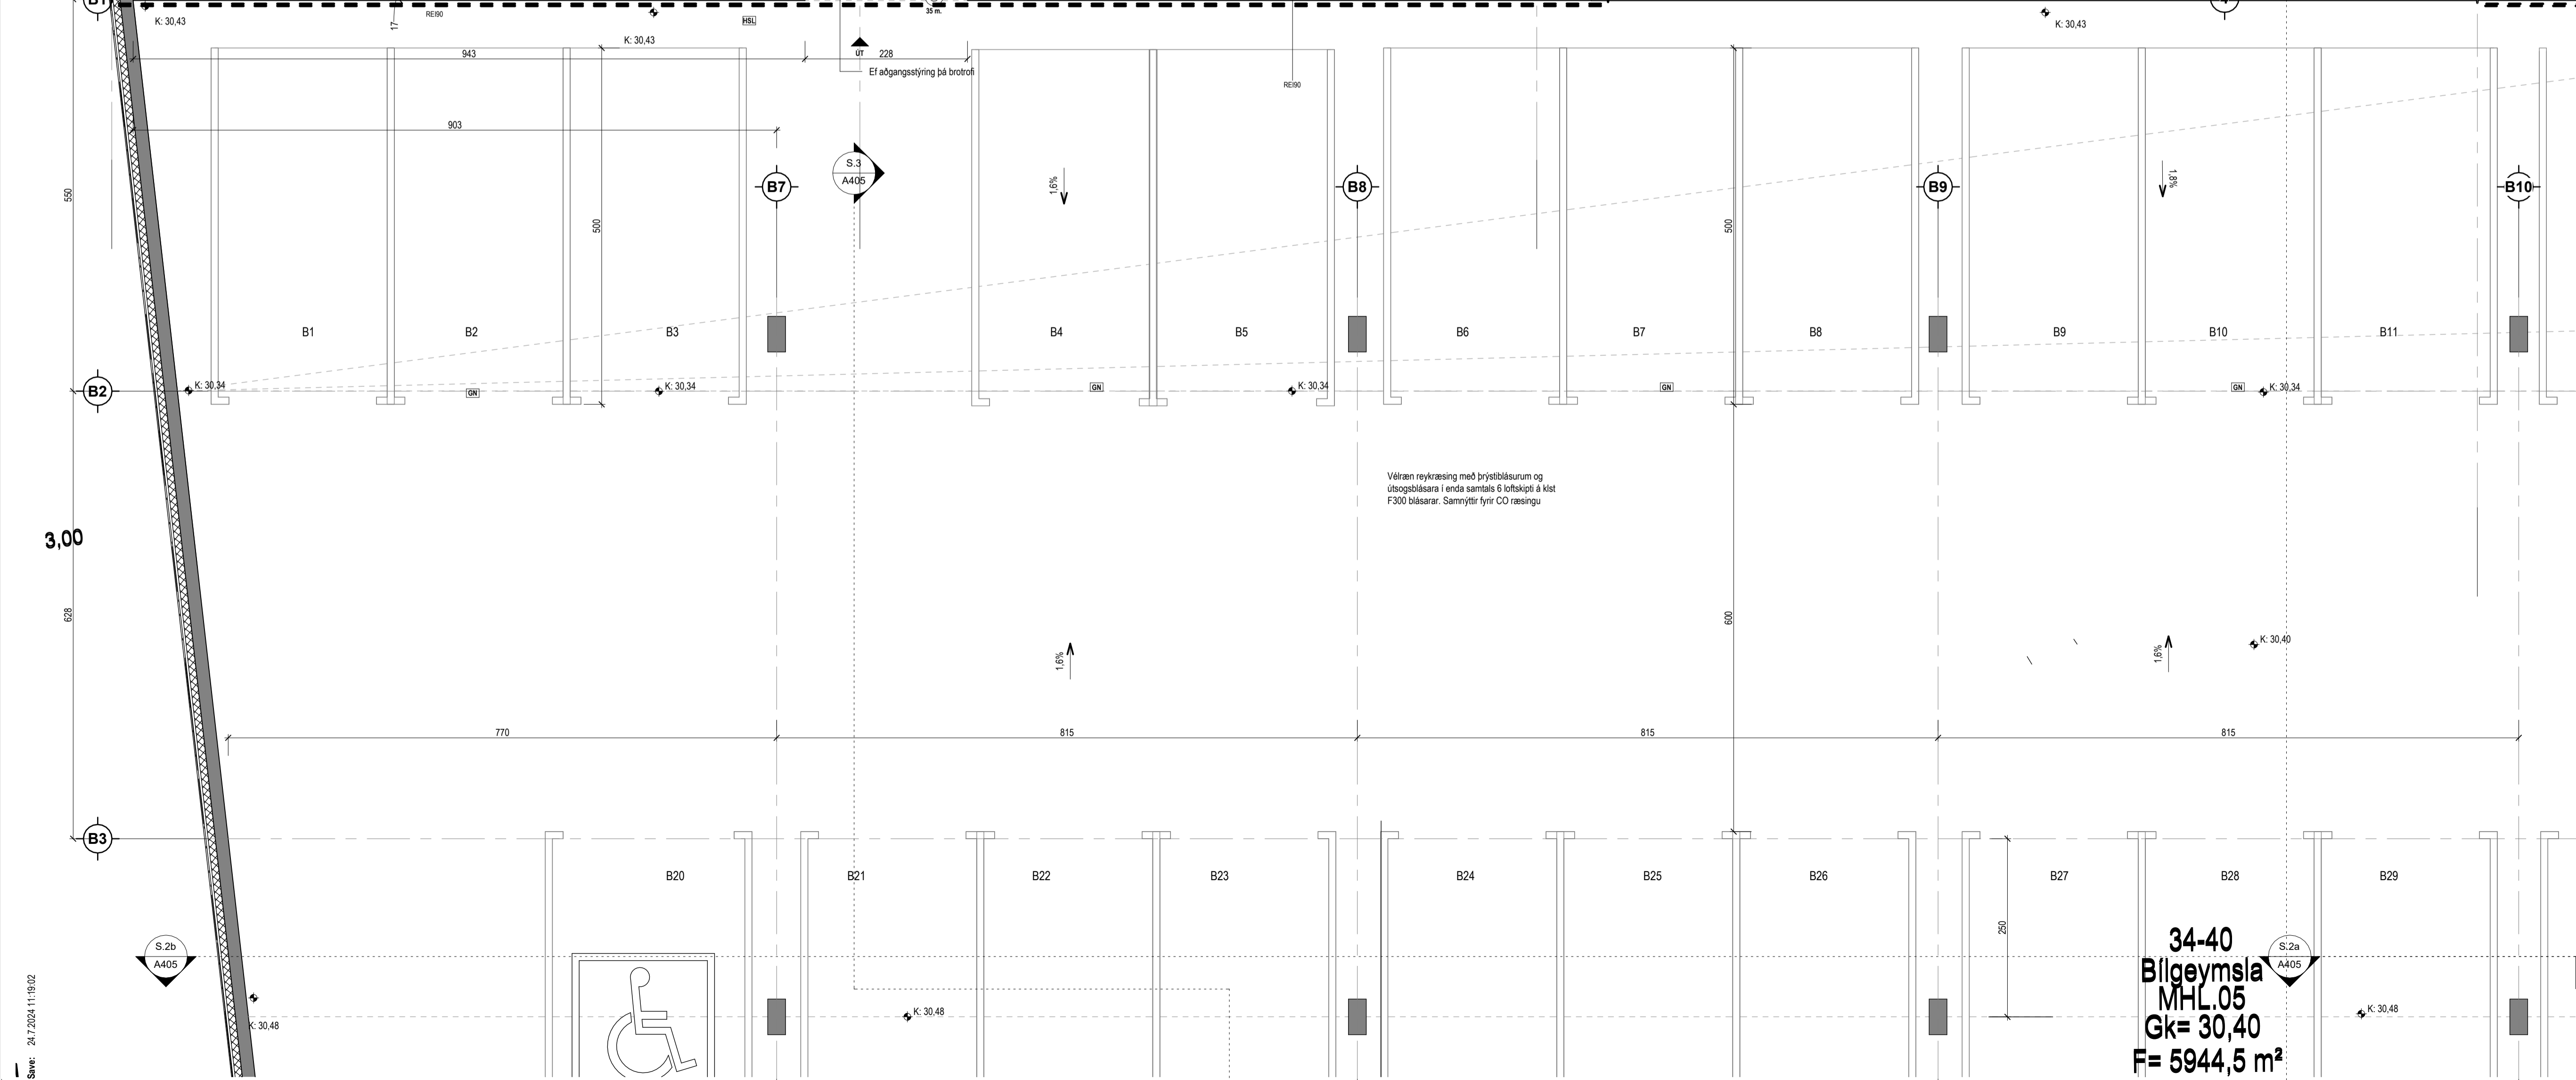 B1
K: 30,43
17
REI90
HSL
35 m.
K: 30,43
943
K: 30,43
ÚT
228
Ef aðgangsstýring þá brotrofi
REI90
903
550
S.3
A405
B7
1,6%
B8
B9
1,8%
B10
500
500
B1
B2
B3
B4
B5
B6
B7
B8
B9
B10
B11
B2
K: 30,34
GN
K: 30,34
GN
K: 30,34
GN
GN
K: 30,34
Vélræn reykræsing með þrýstiblásurum og
útsogsblásara í enda samtals 6 loftskipti á klst
F300 blásarar. Samnýttir fyrir CO ræsingu
3,00
628
600
K: 30,40
1,6%
1,6%
770
815
815
815
B3
B20
B21
B22
B23
B24
B25
B26
B27
B28
B29
250
S.2b
A405
34-40
Bílgeymsla
MHL.05
Gk= 30,40
F= 5944,5 m²
S.2a
A405
K: 30,48
K: 30,48
K: 30,48
Save: 24.7.2024 11:19:02